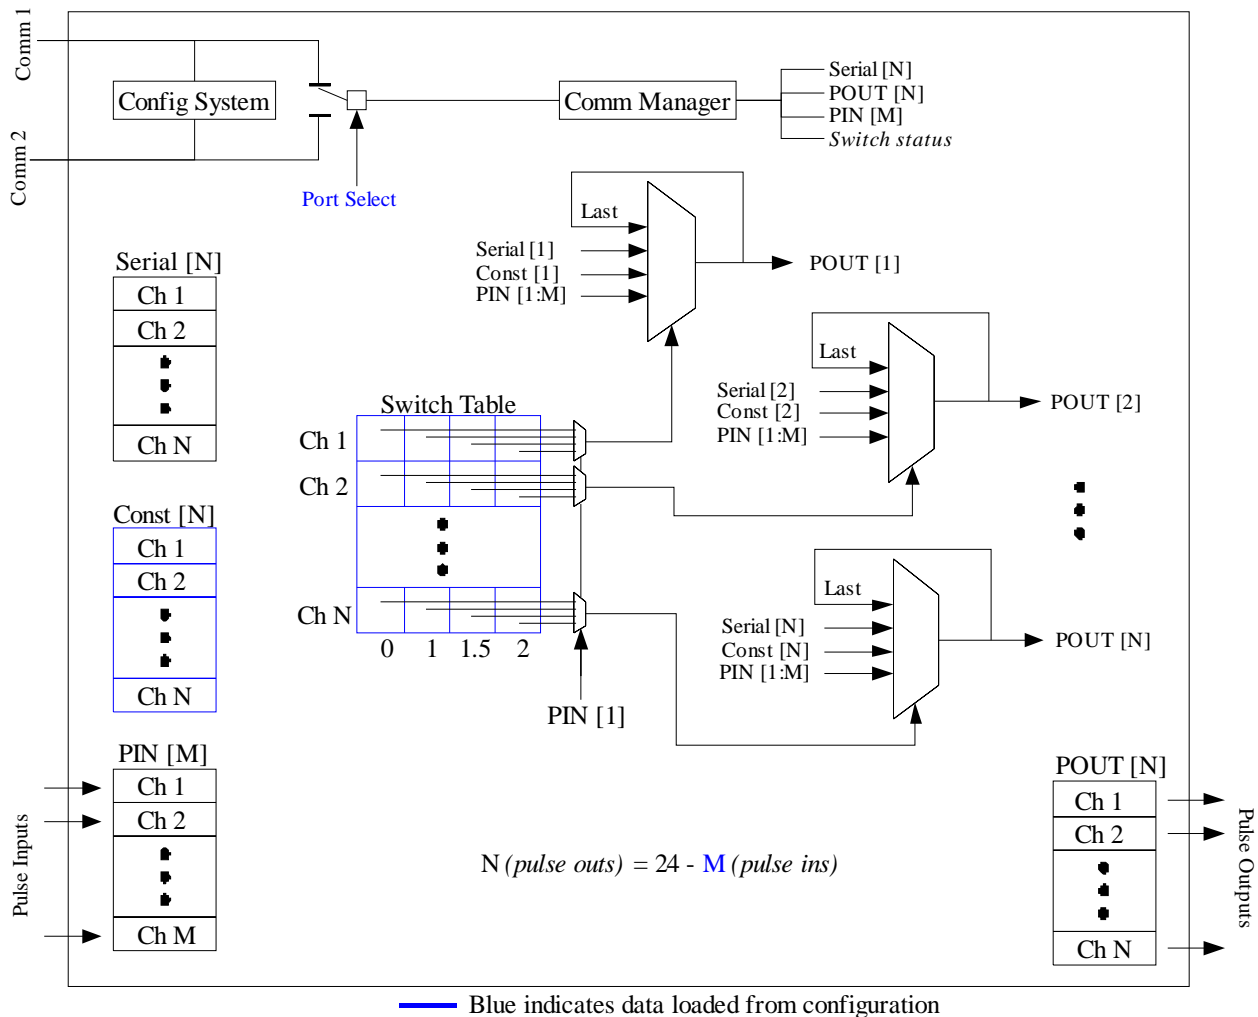 Comm 1
Comm 2
Config System
Port Select
Comm Manager
Serial [N]
POUT [N]
PIN [M]
Switch status
Last
Serial [1]
Const [1]
PIN [1:M]
POUT [1]
Last
Serial [2]
Const [2]
PIN [1:M]
POUT [2]
Serial [N]
Ch 1
Ch 2
Ch N
Switch Table
Ch 1
Ch 2
Ch N
0 1 1.5 2
PIN [1]
Const [N]
Ch 1
Ch 2
Ch N
Last
Serial [N]
Const [N]
PIN [1:M]
POUT [N]
PIN [M]
Ch 1
Ch 2
Ch M
Pulse Inputs
N (pulse outs) = 24 - M (pulse ins)
POUT [N]
Ch 1
Ch 2
Ch N
Pulse Outputs
Blue indicates data loaded from configuration